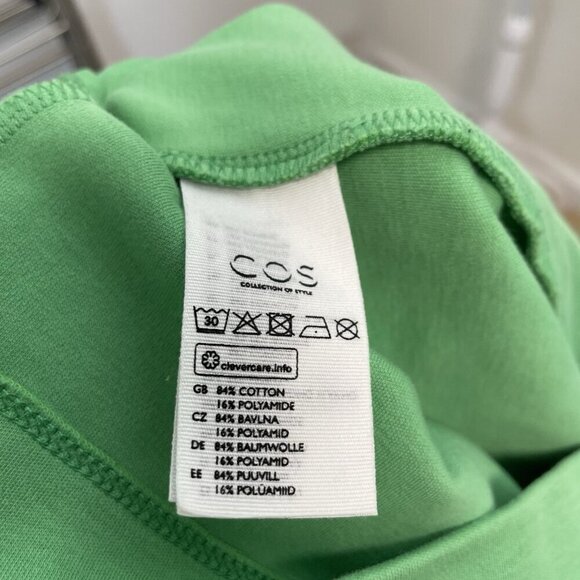 COS
COLLECTION OF STYLE
30
clevercare.info
GB 84% COTTON
16% POLYAMIDE
CZ 84% BAVLNA
16% POLYAMID
DE 84% BAUMWOLLE
16% POLYAMID
EE 84% PUUVILL
16% POLÜAMIID